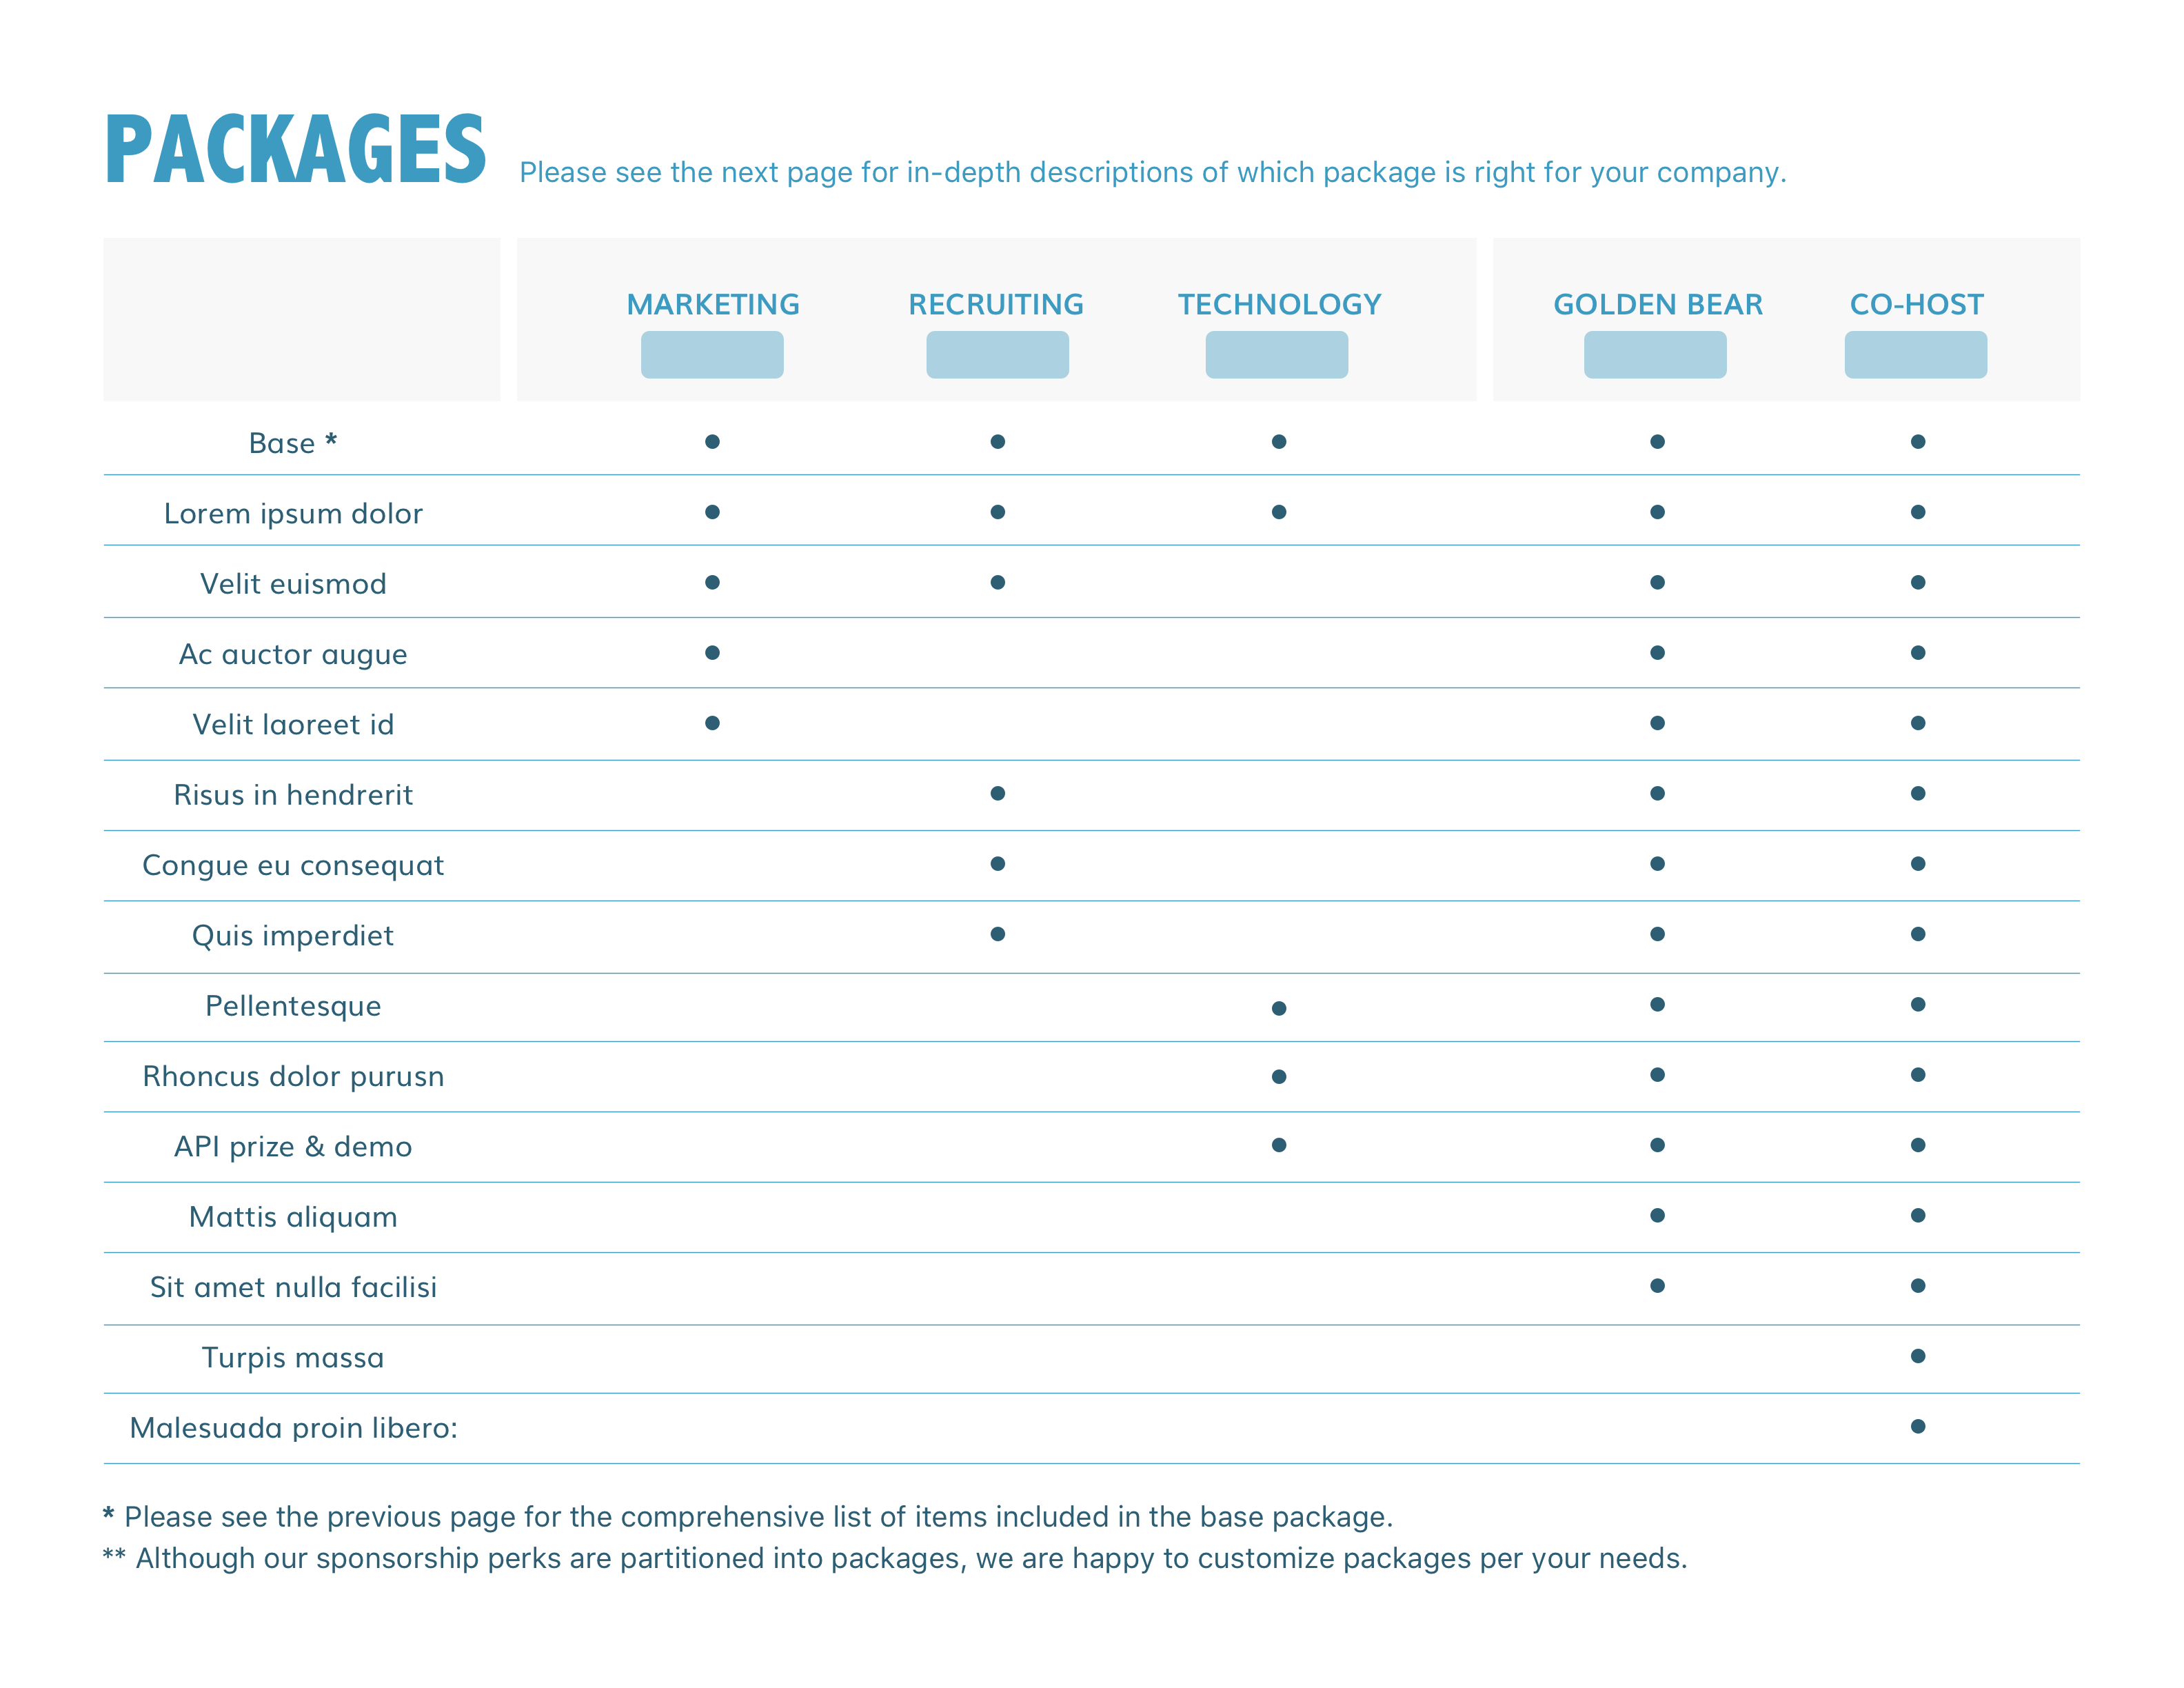 PACKAGES Please see the next page for in-depth descriptions of which package is right for your company.
MARKETING RECRUITING TECHNOLOGY GOLDEN BEAR CO-HOST
Base * ● ● ● ● ●
Lorem ipsum dolor ● ● ● ● ●
Velit euismod ● ● ● ●
Ac auctor augue ● ● ●
Velit laoreet id ● ● ●
Risus in hendrerit ● ● ●
Congue eu consequat ● ● ●
Quis imperdiet ● ● ●
Pellentesque ● ● ●
Rhoncus dolor purusn ● ● ●
API prize & demo ● ● ●
Mattis aliquam ● ●
Sit amet nulla facilisi ● ●
Turpis massa ●
Malesuada proin libero: ●
* Please see the previous page for the comprehensive list of items included in the base package.
** Although our sponsorship perks are partitioned into packages, we are happy to customize packages per your needs.